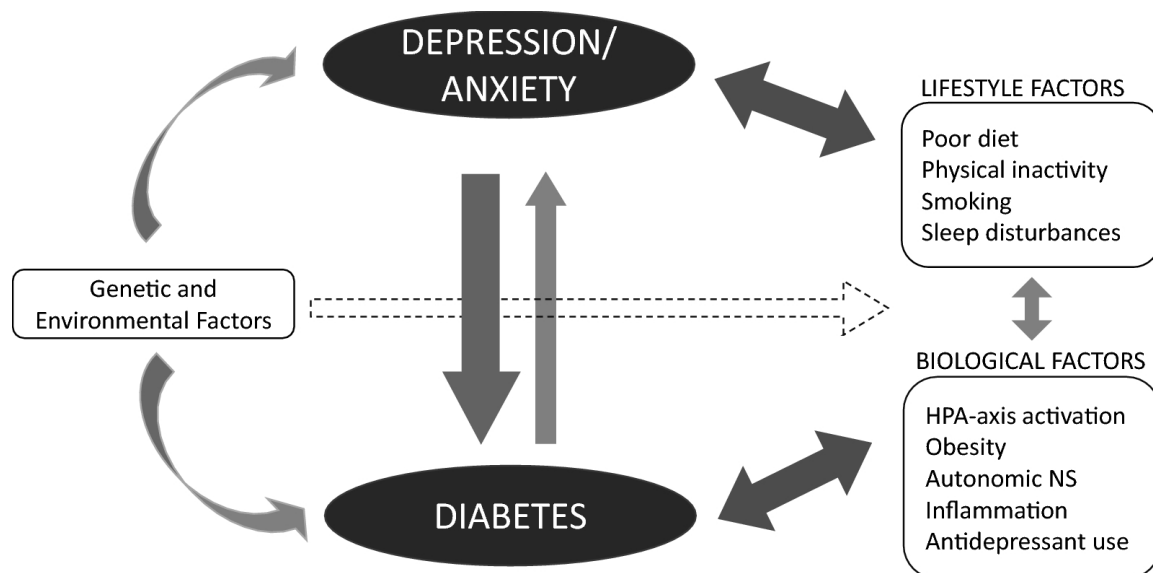 DEPRESSION/
ANXIETY
LIFESTYLE FACTORS
Poor diet
Physical inactivity
Smoking
Sleep disturbances
Genetic and
Environmental Factors
BIOLOGICAL FACTORS
HPA-axis activation
Obesity
Autonomic NS
Inflammation
Antidepressant use
DIABETES